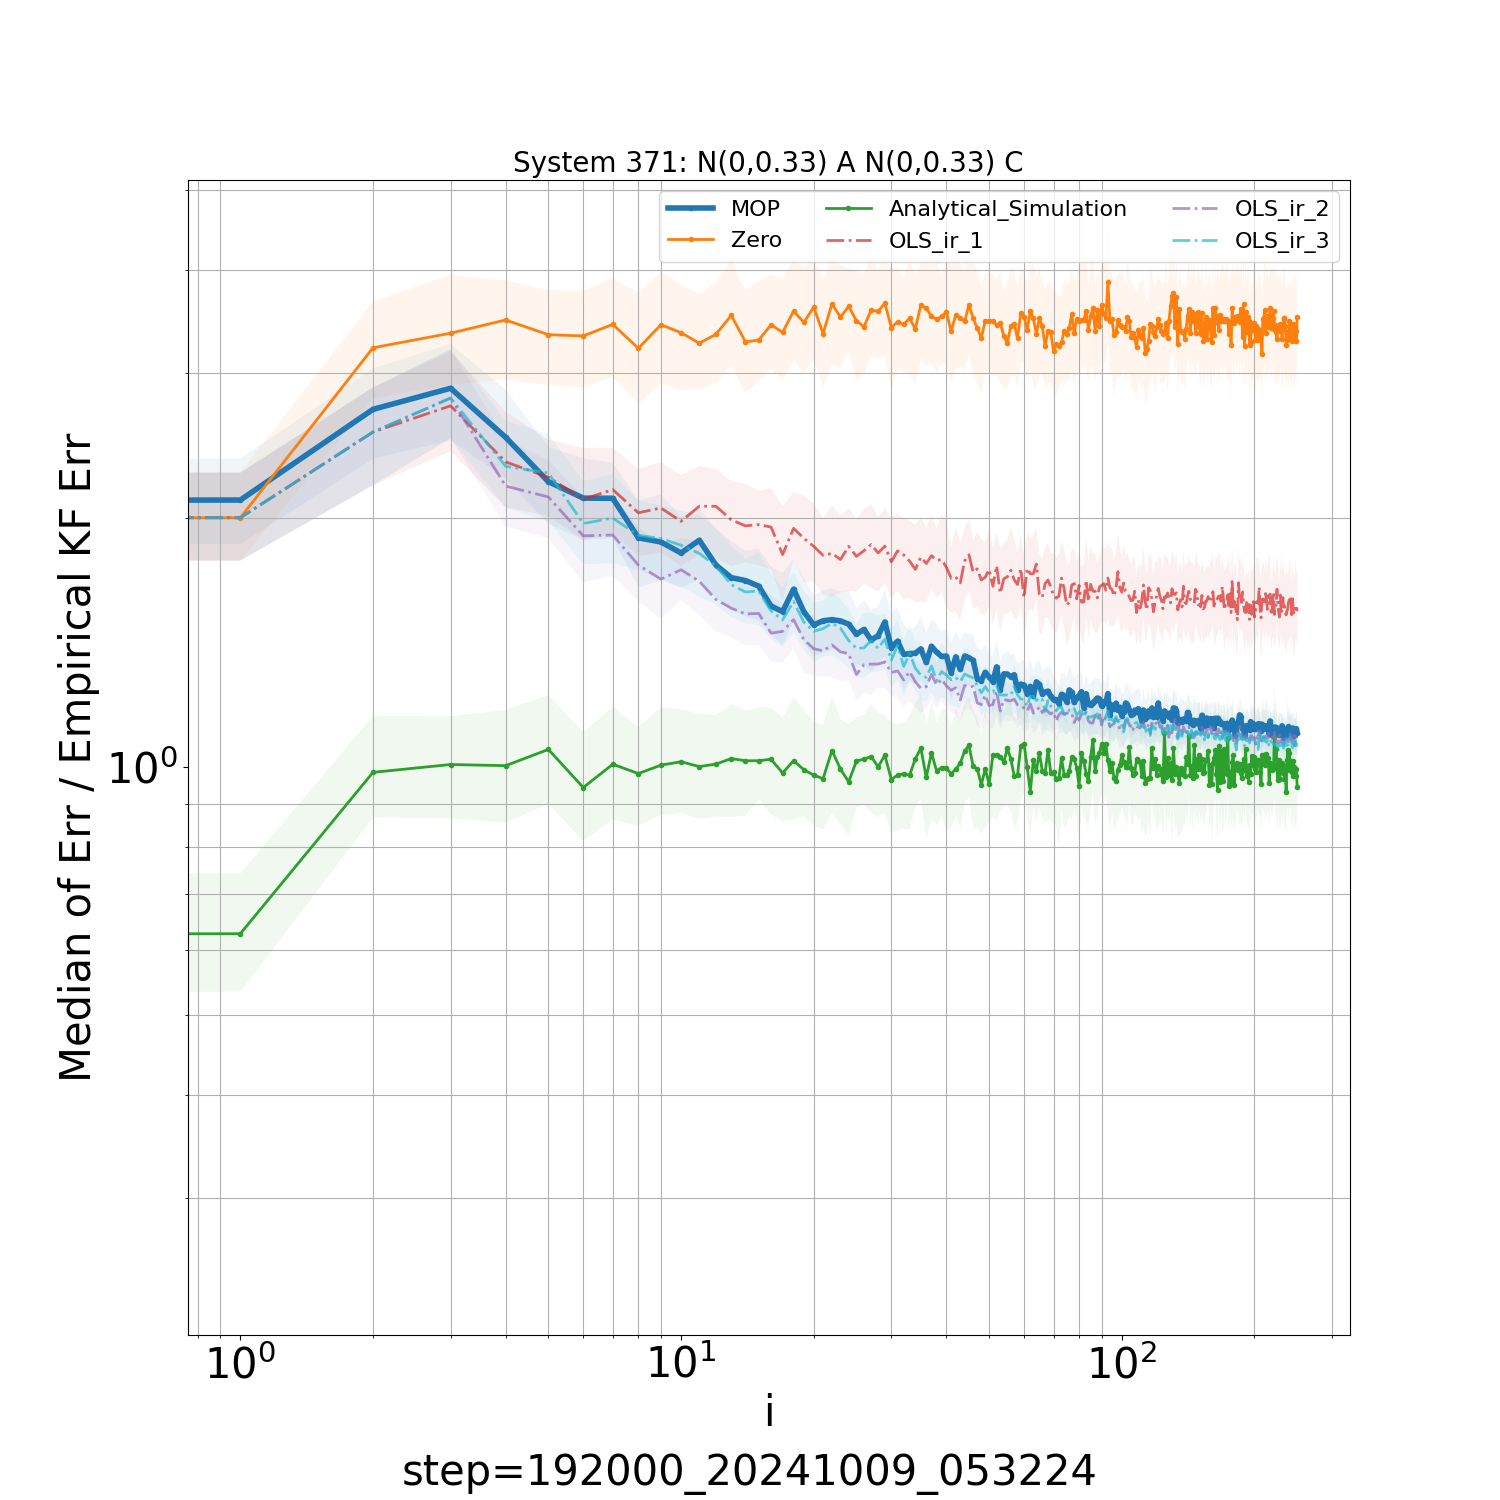 System 371: N(0,0.33) A N(0,0.33) C
MOP
Zero
Analytical_Simulation
OLS_ir_1
OLS_ir_2
OLS_ir_3
Median of Err / Empirical KF Err
10⁰
10⁰ 10¹ 10²
i
step=192000_20241009_053224